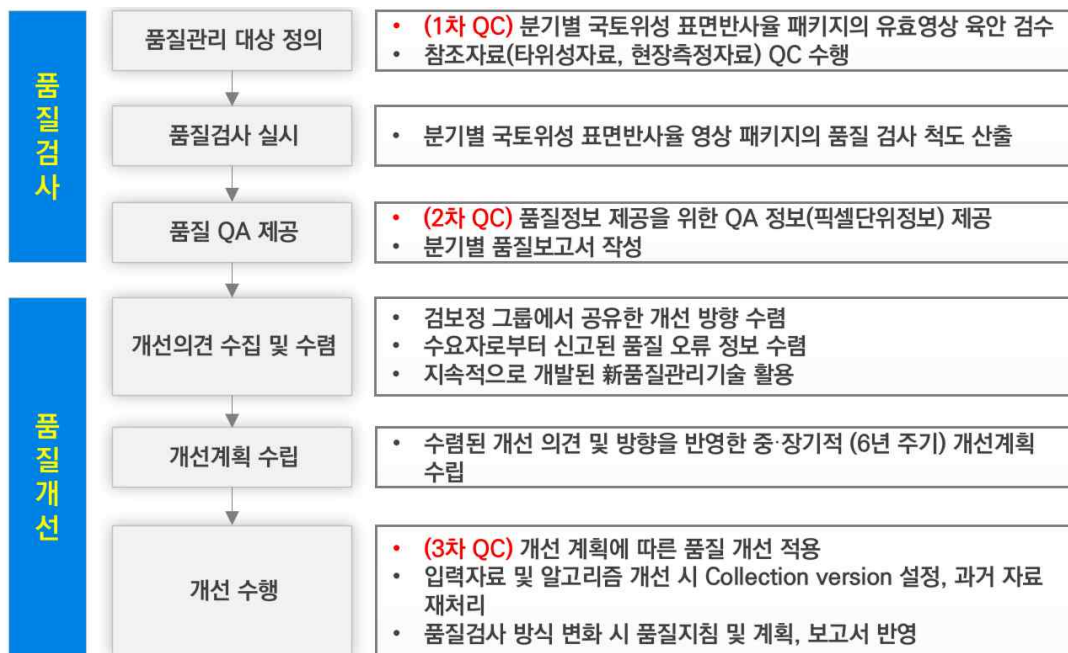 품질검사
품질관리 대상 정의
• (1차 QC) 분기별 국토위성 표면반사율 패키지의 유효영상 육안 검수
• 참조자료(타위성자료, 현장측정자료) QC 수행
품질검사 실시
• 분기별 국토위성 표면반사율 영상 패키지의 품질 검사 척도 산출
품질 QA 제공
• (2차 QC) 품질정보 제공을 위한 QA 정보(픽셀단위정보) 제공
• 분기별 품질보고서 작성
품질개선
개선의견 수집 및 수렴
• 검보정 그룹에서 공유한 개선 방향 수렴
• 수요자로부터 신고된 품질 오류 정보 수렴
• 지속적으로 개발된 新품질관리기술 활용
개선계획 수립
• 수렴된 개선 의견 및 방향을 반영한 중·장기적 (6년 주기) 개선계획
수립
개선 수행
• (3차 QC) 개선 계획에 따른 품질 개선 적용
• 입력자료 및 알고리즘 개선 시 Collection version 설정, 과거 자료
재처리
• 품질검사 방식 변화 시 품질지침 및 계획, 보고서 반영